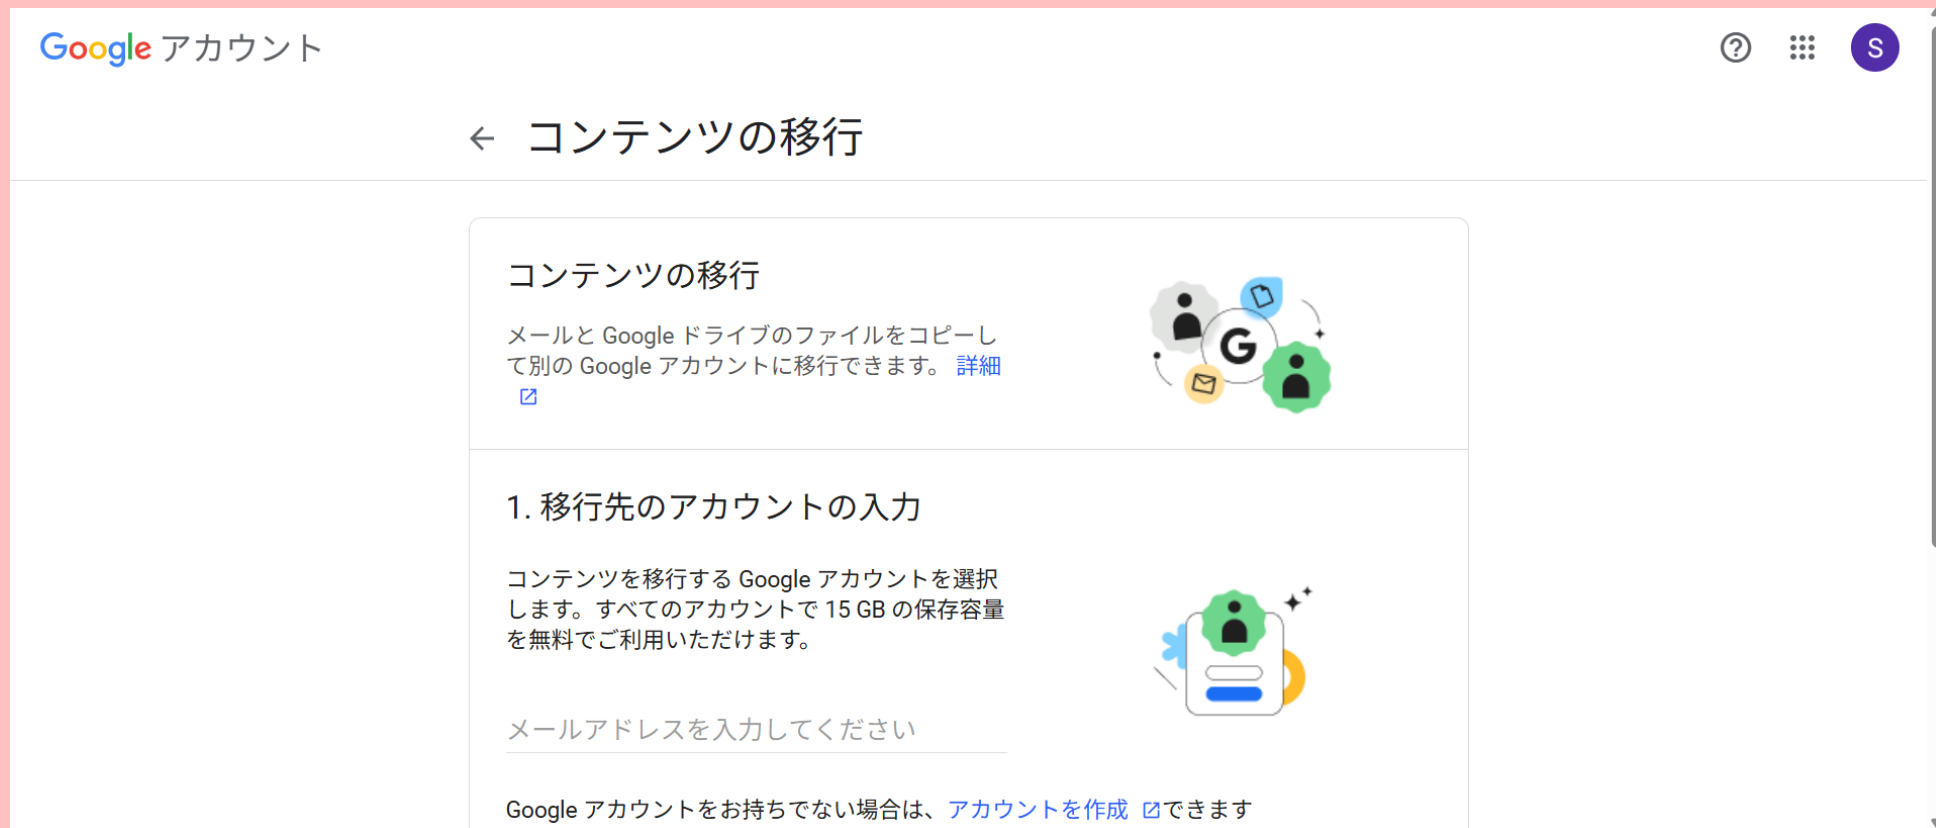 Google アカウント
S
コンテンツの移行
コンテンツの移行
メールと Google ドライブのファイルをコピーし
て別の Google アカウントに移行できます。 詳細
G
1. 移行先のアカウントの入力
コンテンツを移行する Google アカウントを選択
します。すべてのアカウントで 15 GB の保存容量
を無料でご利用いただけます。
メールアドレスを入力してください
Google アカウントをお持ちでない場合は、アカウントを作成 できます